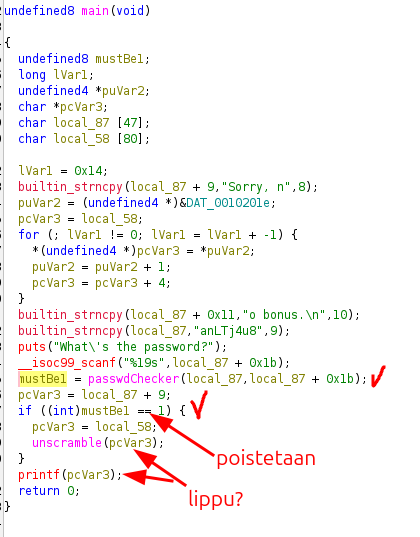 undefined8 main(void)
{
undefined8 mustBe1;
long lVar1;
undefined4 *puVar2;
char *pcVar3;
char local_87 [47];
char local_58 [80];
lVar1 = 0x14;
builtin_strncpy(local_87 + 9,"Sorry, n",8);
puVar2 = (undefined4 *)&DAT_0010201e;
pcVar3 = local_58;
for (; lVar1 != 0; lVar1 = lVar1 + -1) {
*(undefined4 *)pcVar3 = *puVar2;
puVar2 = puVar2 + 1;
pcVar3 = pcVar3 + 4;
}
builtin_strncpy(local_87 + 0x11,"o bonus.\n",10);
builtin_strncpy(local_87,"anLTj4u8",9);
puts("What\'s the password?");
__isoc99_scanf("%19s",local_87 + 0x1b);
mustBe1 = passwdChecker(local_87,local_87 + 0x1b);
pcVar3 = local_87 + 9;
if ((int)mustBe1 == 1) {
pcVar3 = local_58;
unscramble(pcVar3);
poistetaan
}
printf(pcVar3);
lippu?
return 0;
}